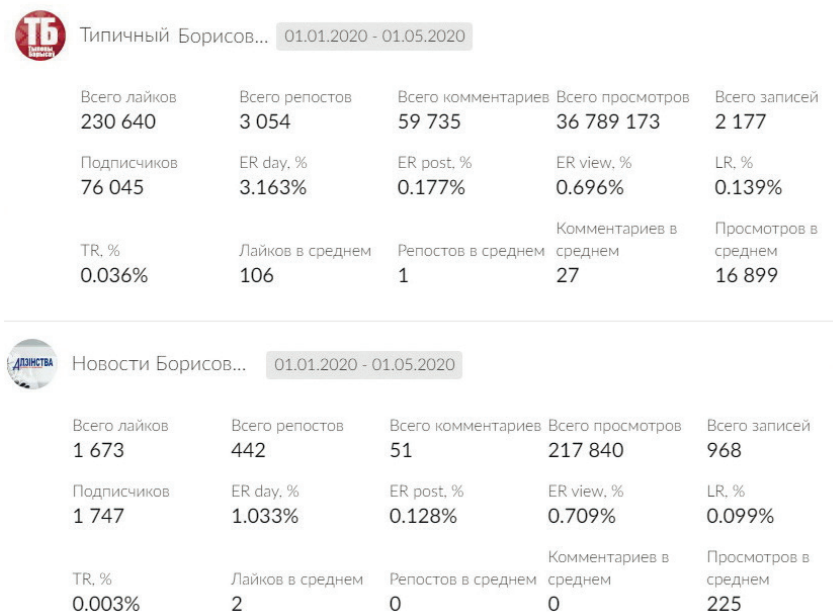 ТБ
Типичный Борисов... 01.01.2020 - 01.05.2020
Всего лайков Всего репостов Всего комментариев Всего просмотров Всего записей
230 640 3 054 59 735 36 789 173 2 177
Подписчиков ER day, % ER post, % ER view, % LR, %
76 045 3.163% 0.177% 0.696% 0.139%
TR, % Лайков в среднем Репостов в среднем Комментариев в среднем Просмотров в среднем
0.036% 106 1 27 16 899
АДЗІНСТВА
Новости Борисов... 01.01.2020 - 01.05.2020
Всего лайков Всего репостов Всего комментариев Всего просмотров Всего записей
1 673 442 51 217 840 968
Подписчиков ER day, % ER post, % ER view, % LR, %
1 747 1.033% 0.128% 0.709% 0.099%
TR, % Лайков в среднем Репостов в среднем Комментариев в среднем Просмотров в среднем
0.003% 2 0 0 225